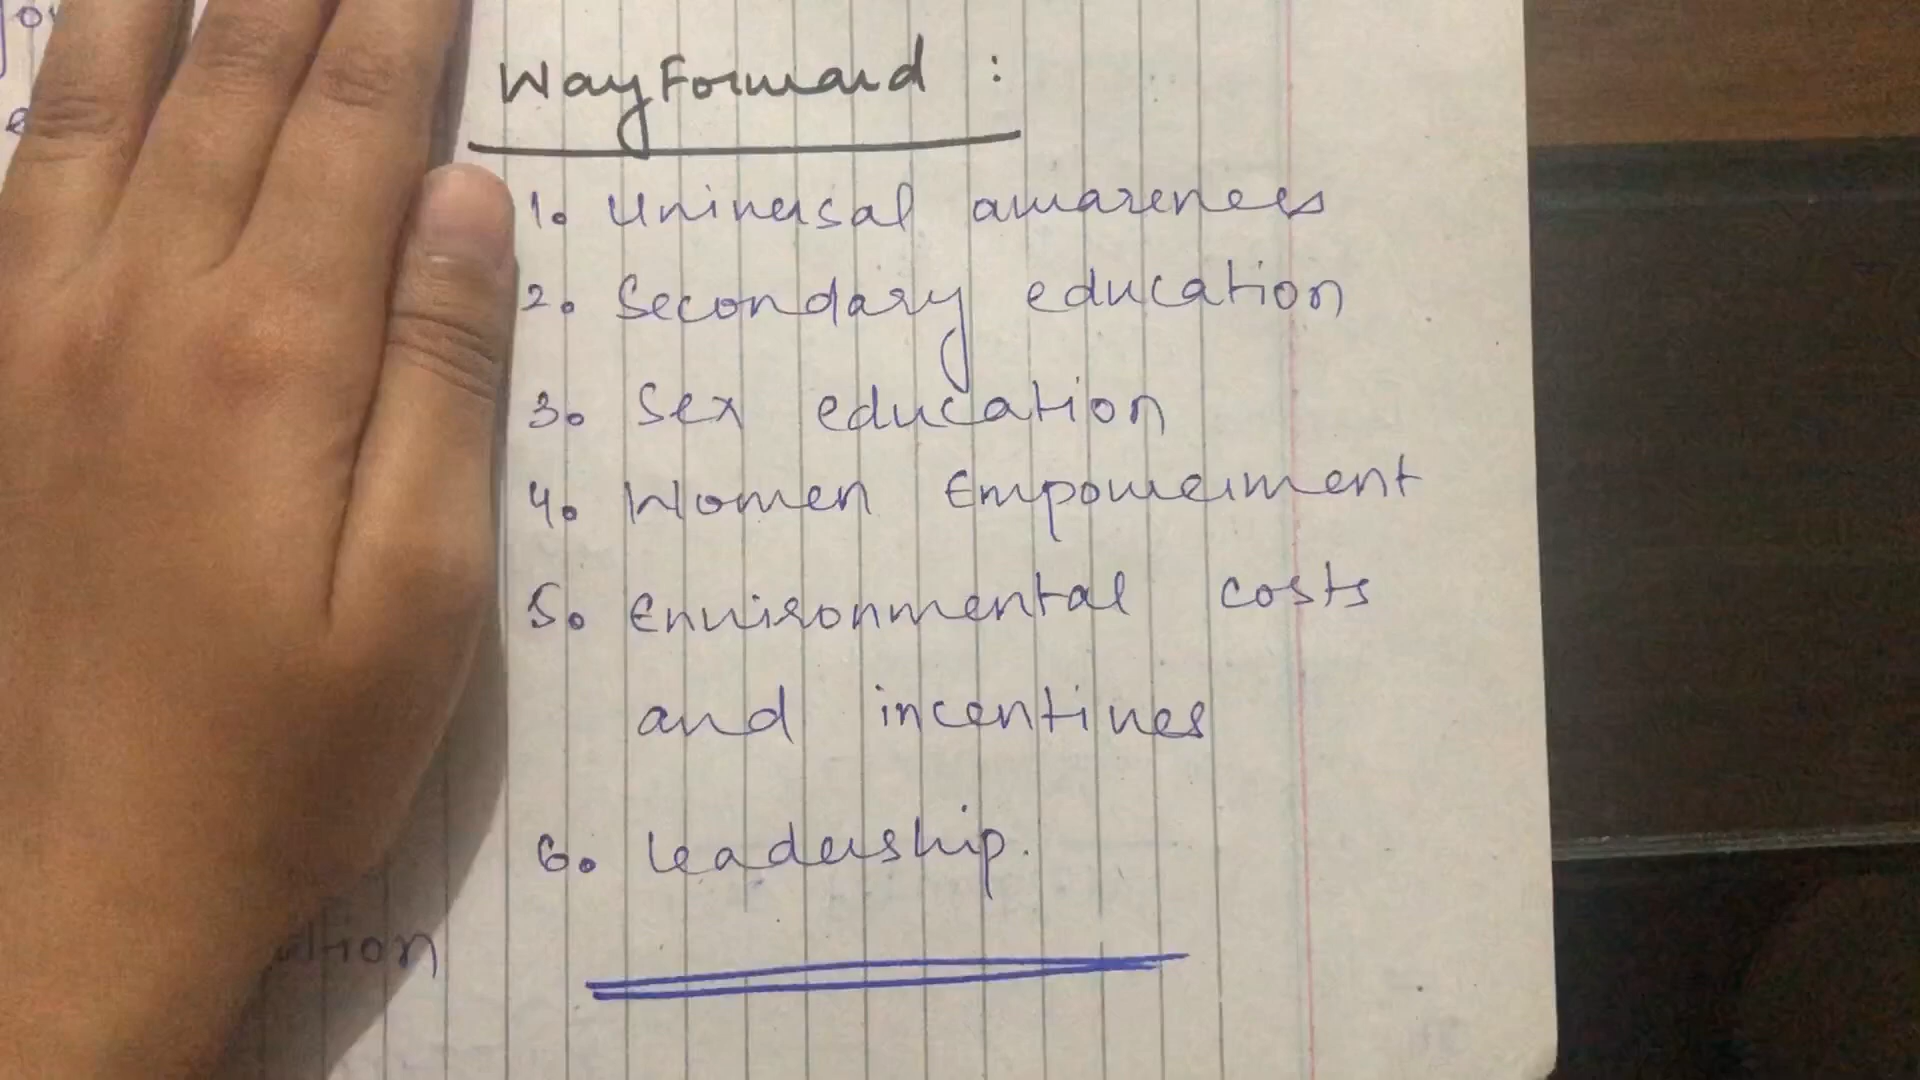 Way Forward :
1. Universal awareness
2. Secondary education
3. Sex education
4. Women Empowerment
5. Environmental costs
and incentives
6. leadership.